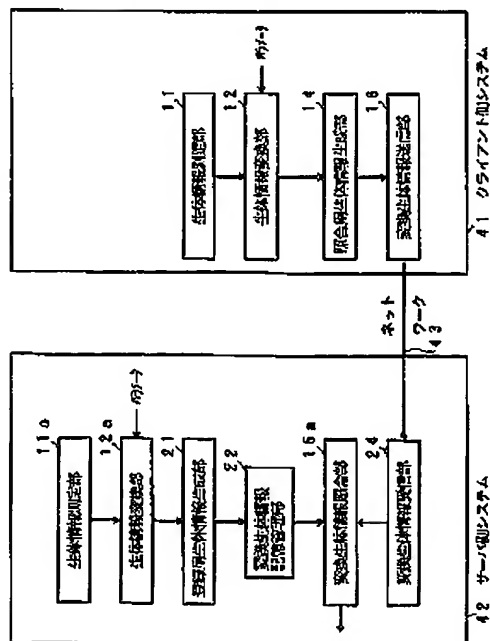 11
生体情報測定部
12
生体情報変換部
パラメータ
14
照合用生体情報生成部
16
変換生体情報送信部
41 クライアント側システム
ネット
ワーク
43
11a
生体情報測定部
12a
生体情報変換部
パラメータ
21
登録用生体情報生成部
22
変換生体情報
記憶管理部
15a
変換生体情報照合部
24
変換生体情報受信部
42 サーバ側システム